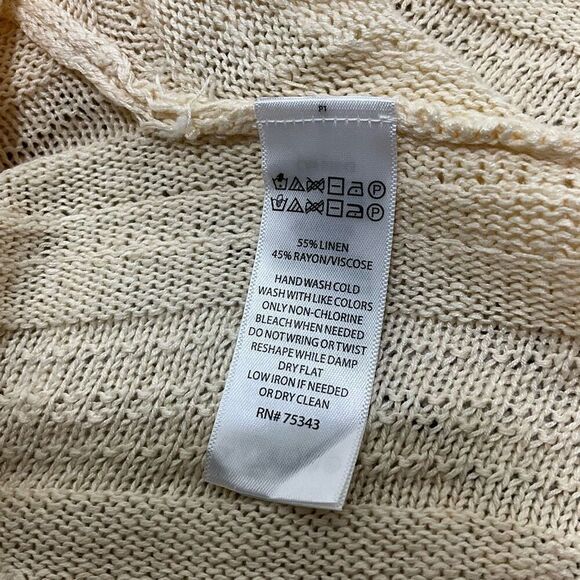 55% LINEN
45% RAYON/VISCOSE
HAND WASH COLD
WASH WITH LIKE COLORS
ONLY NON-CHLORINE
BLEACH WHEN NEEDED
DO NOT WRING OR TWIST
RESHAPE WHILE DAMP
DRY FLAT
LOW IRON IF NEEDED
OR DRY CLEAN
RN# 75343